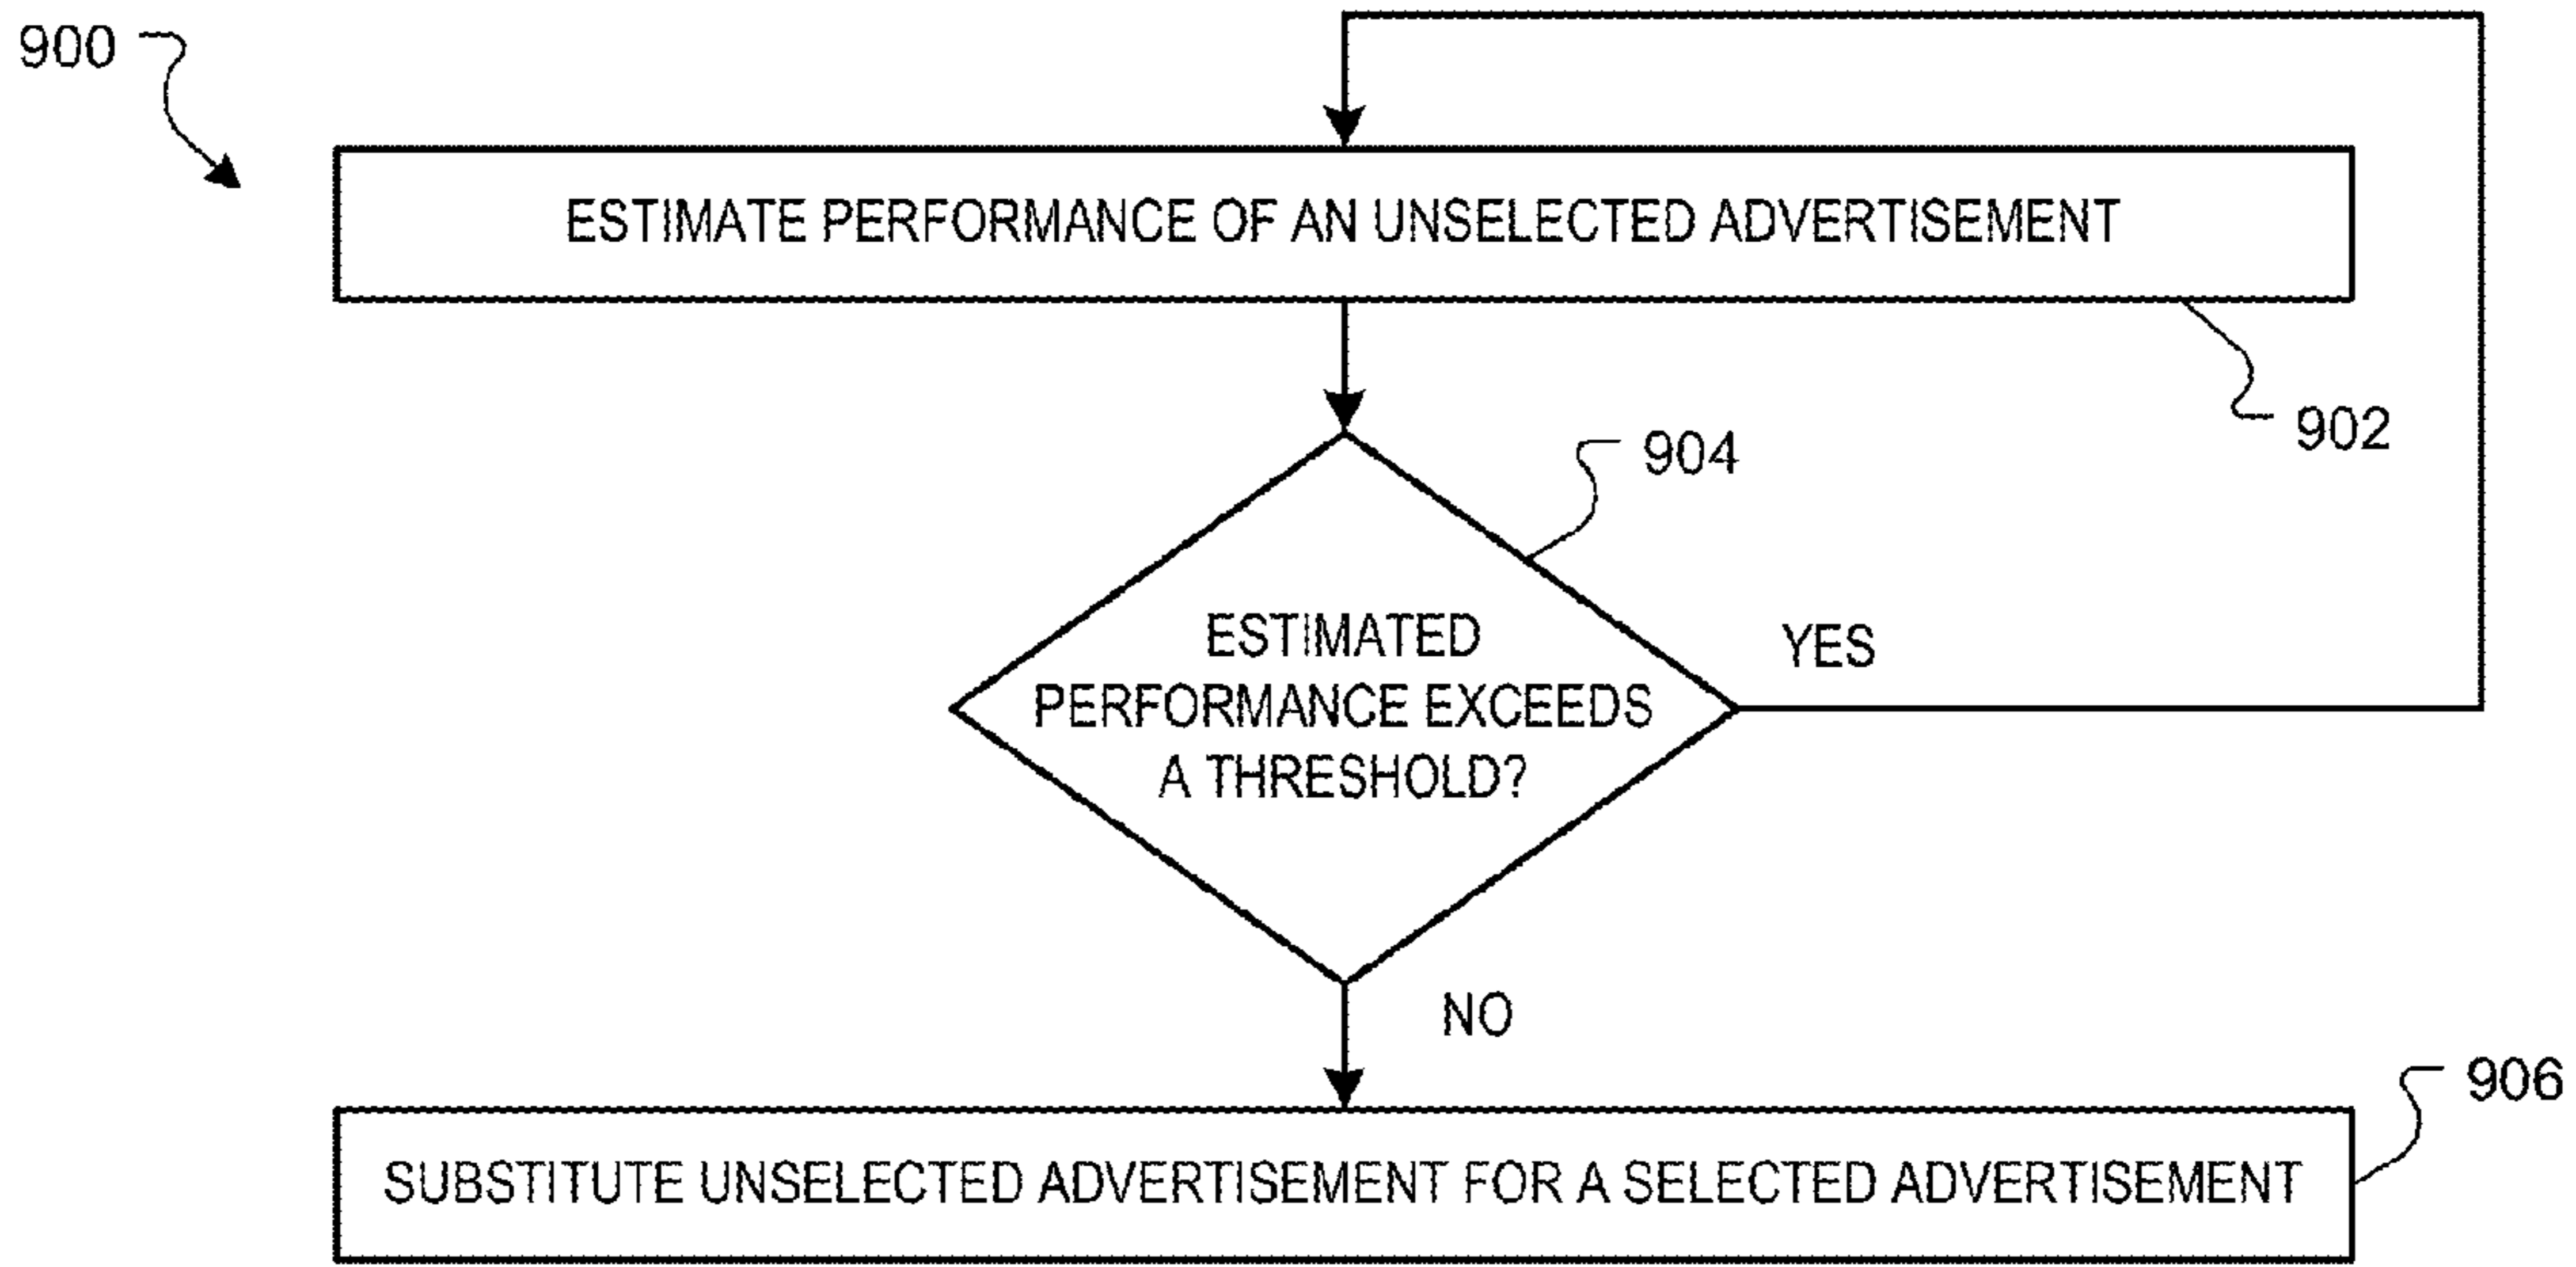 900
ESTIMATE PERFORMANCE OF AN UNSELECTED ADVERTISEMENT
902
904
ESTIMATED
PERFORMANCE EXCEEDS
A THRESHOLD?
YES
NO
906
SUBSTITUTE UNSELECTED ADVERTISEMENT FOR A SELECTED ADVERTISEMENT